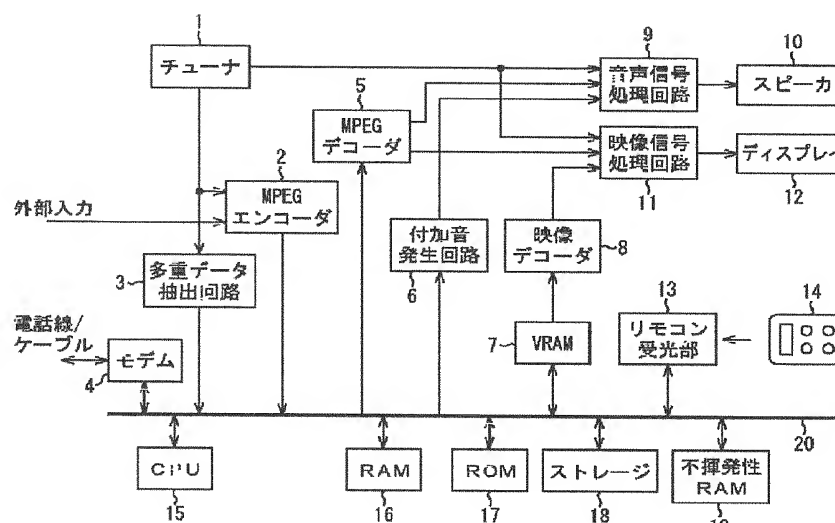 1
チューナ
9
音声信号
処理回路
10
スピーカ
5
MPEG
デコーダ
映像信号
処理回路
11
ディスプレイ
12
2
MPEG
エンコーダ
外部入力
付加音
発生回路
6
映像
デコーダ
8
3
多重データ
抽出回路
13
リモコン
受光部
14
電話線/
ケーブル
モデム
4
7
VRAM
20
CPU
15
RAM
16
ROM
17
ストレージ
18
不揮発性
RAM